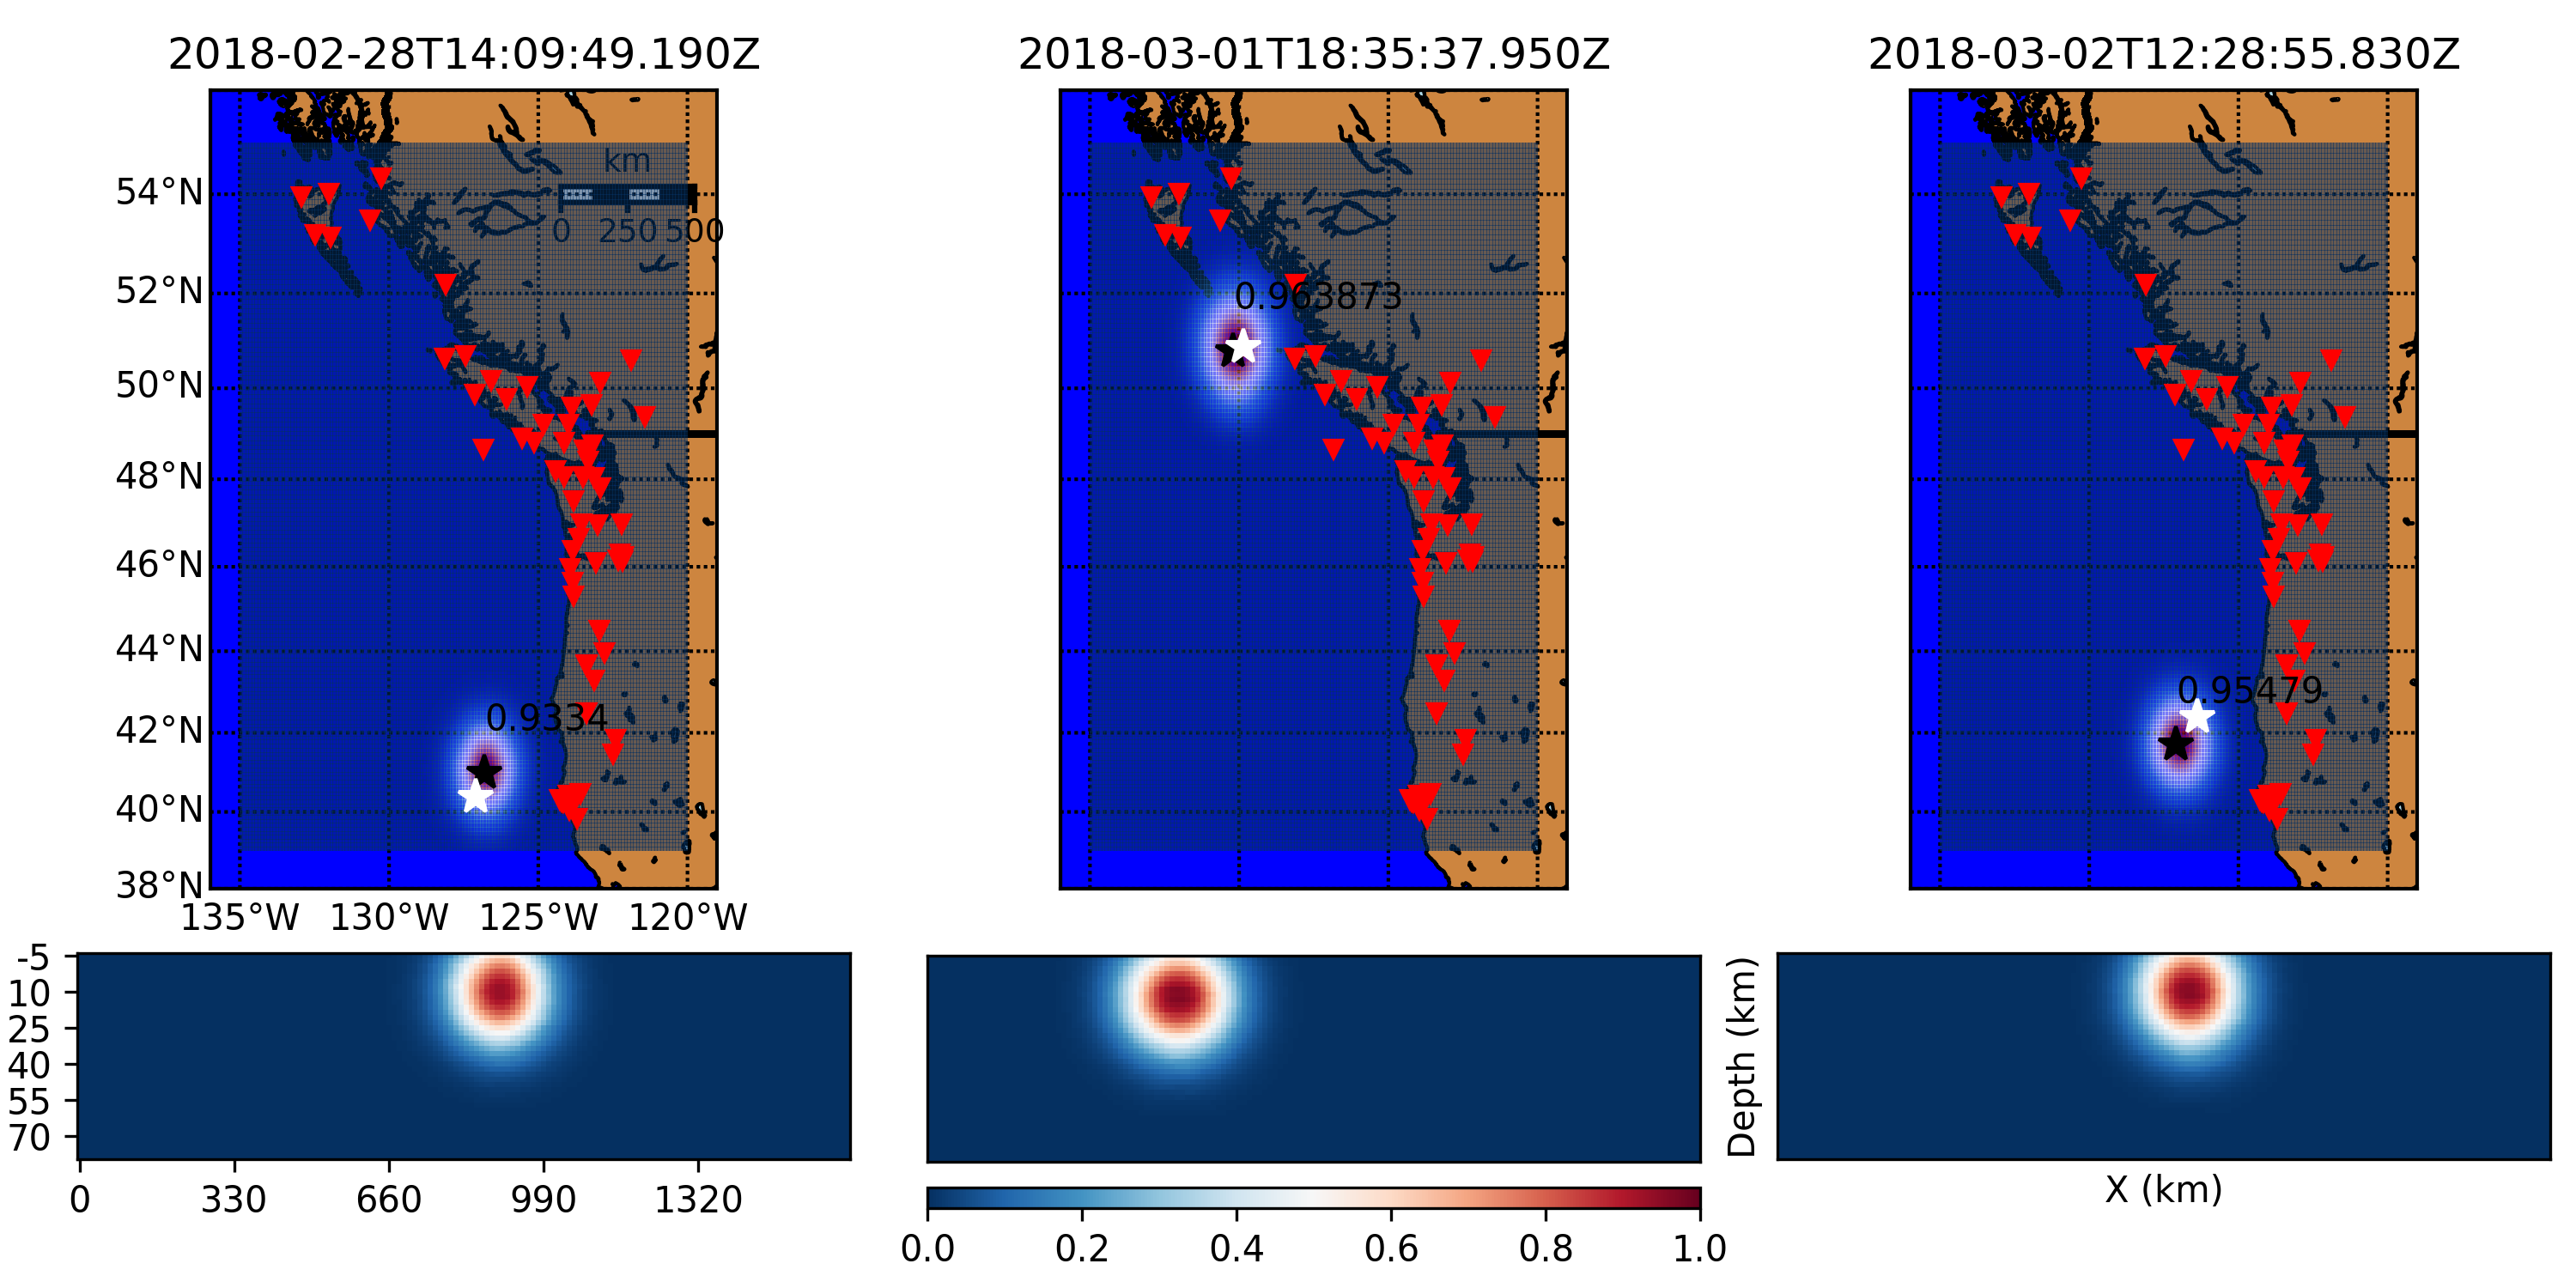 2018-02-28T14:09:49.190Z
2018-03-01T18:35:37.950Z
2018-03-02T12:28:55.830Z
km
0 250 500
54°N
52°N
50°N
48°N
46°N
44°N
42°N
40°N
38°N
135°W 130°W 125°W 120°W
0.9334
0.963873
0.95479
-5
10
25
40
55
70
0 330 660 990 1320
0.0 0.2 0.4 0.6 0.8 1.0
Depth (km)
X (km)